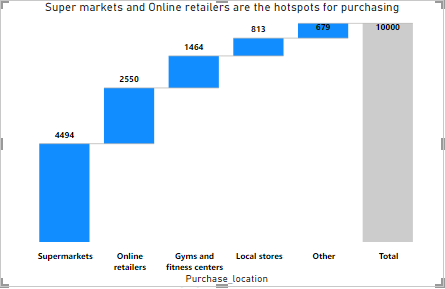 Super markets and Online retailers are the hotspots for purchasing
4494
2550
1464
813
679
10000
Supermarkets
Online
retailers
Gyms and
fitness centers
Local stores
Other
Total
Purchase_location